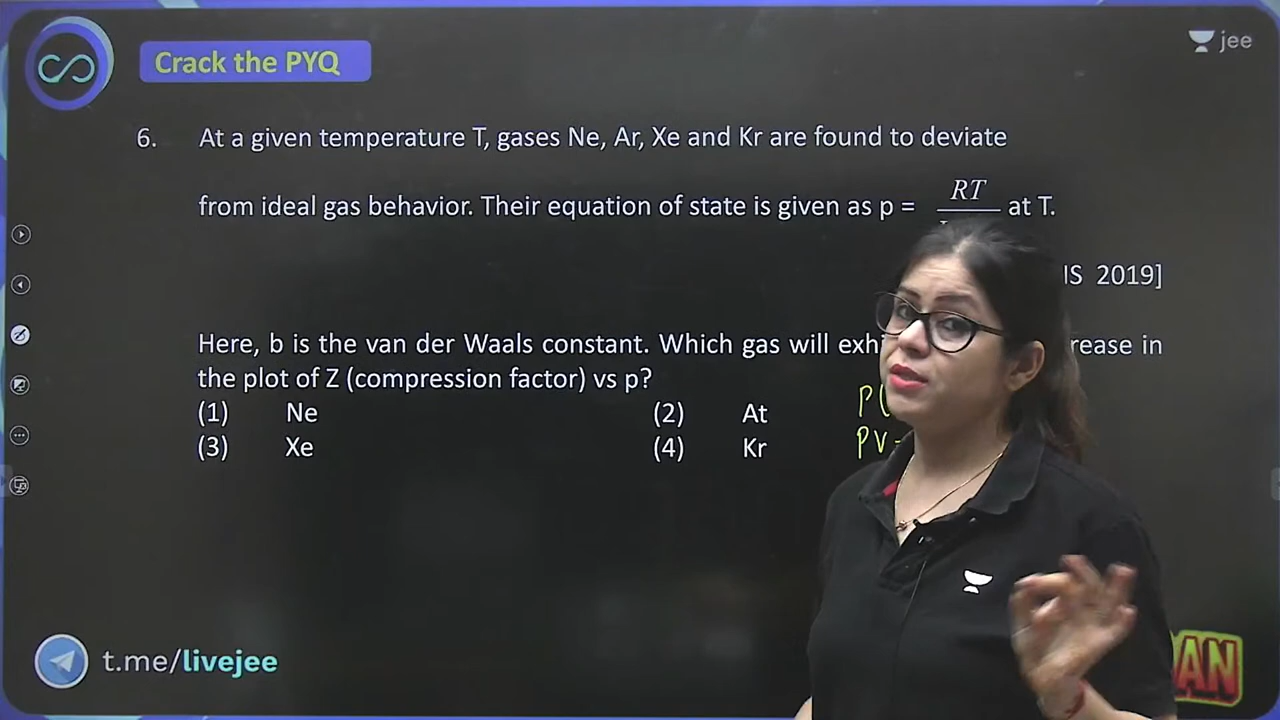 Crack the PYQ
jee
6. At a given temperature T, gases Ne, Ar, Xe and Kr are found to deviate
from ideal gas behavior. Their equation of state is given as p = RT at T.
2019]
Here, b is the van der Waals constant. Which gas will in
the plot of Z (compression factor) vs p?
(1) Ne (2) At
(3) Xe (4) Kr
PV
t.me/livejee